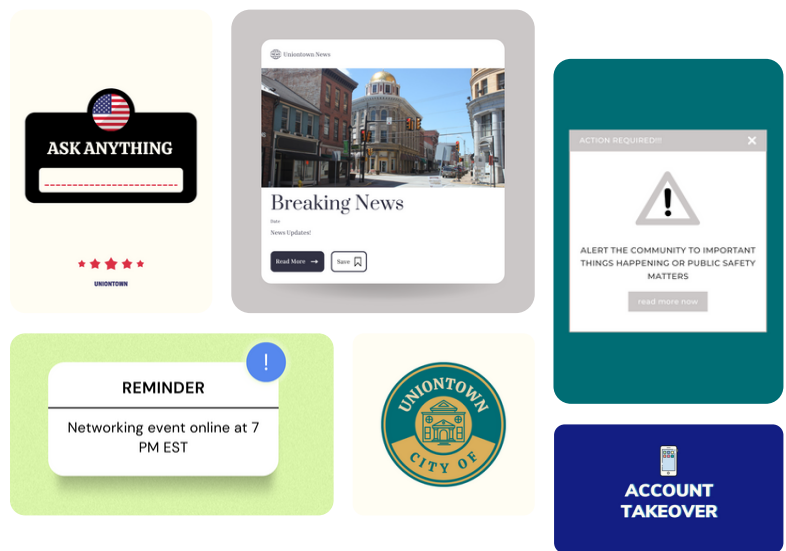 ASK ANYTHING
UNIONTOWN
Uniontown News
Breaking News
News Updates!
Read More →
Save
ACTION REQUIRED!!!
!
ALERT THE COMMUNITY TO IMPORTANT
THINGS HAPPENING OR PUBLIC SAFETY
MATTERS
read more now
!
REMINDER
Networking event online at 7
PM EST
UNIONTOWN
CITY OF
ACCOUNT
TAKEOVER